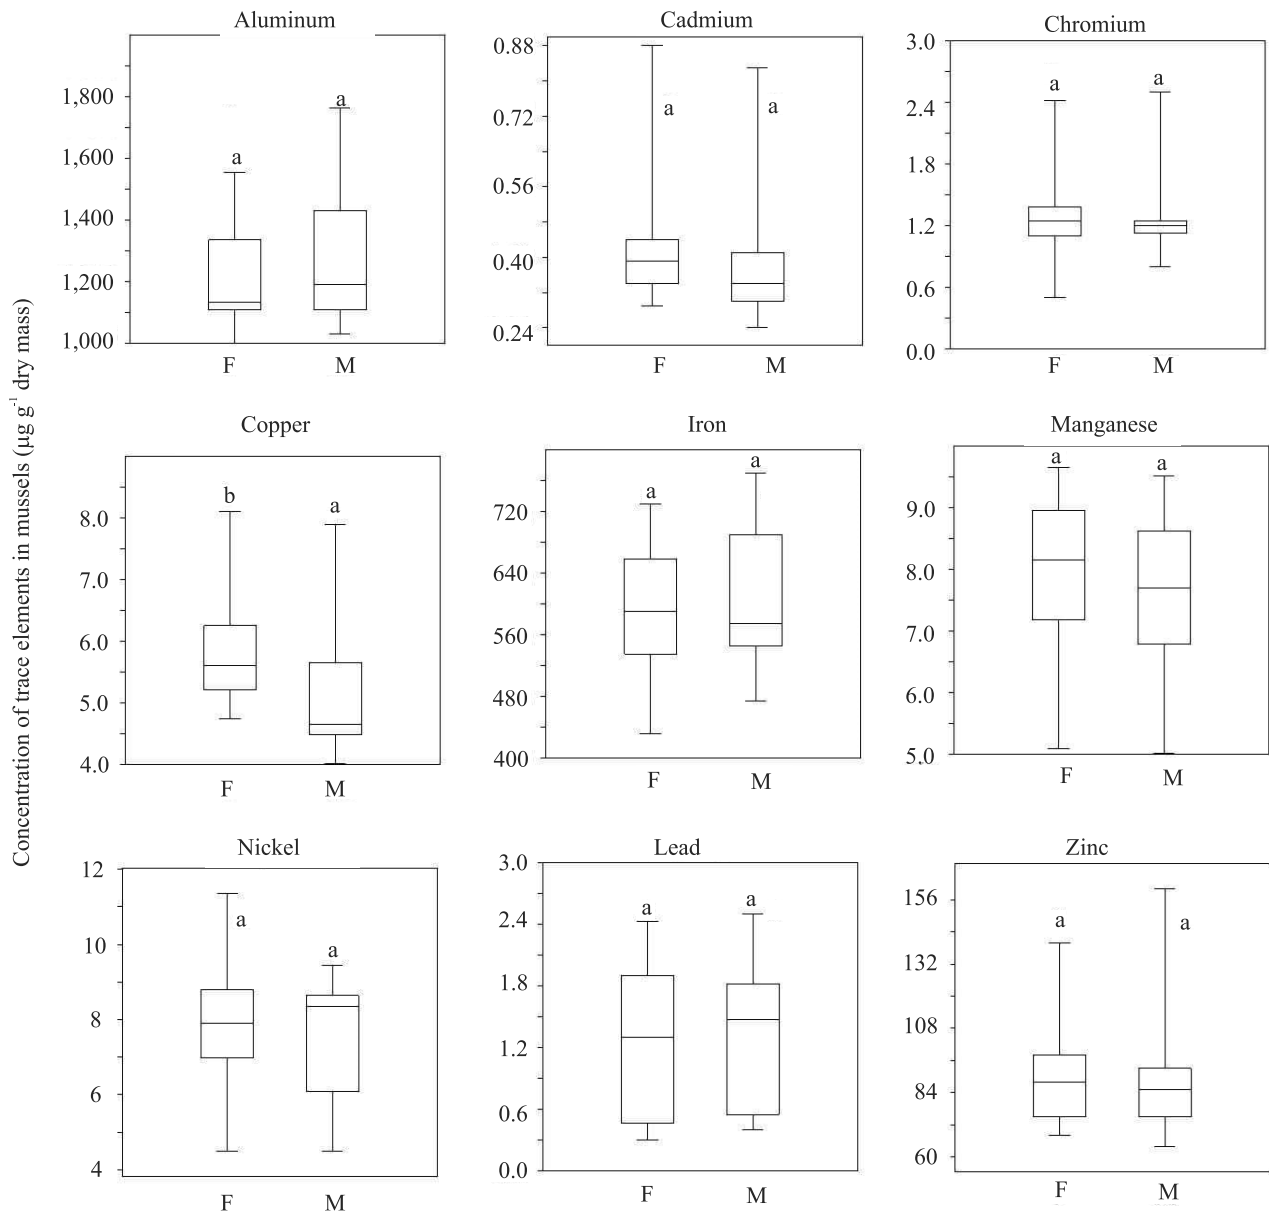 Concentration of trace elements in mussels (µg g⁻¹ dry mass)
Aluminum
1,800
1,600
1,400
1,200
1,000
a
a
F
M
Cadmium
0.88
0.72
0.56
0.40
0.24
a
a
F
M
Chromium
3.0
2.4
1.8
1.2
0.6
0.0
a
a
F
M
Copper
8.0
7.0
6.0
5.0
4.0
b
a
F
M
Iron
720
640
560
480
400
a
a
F
M
Manganese
9.0
8.0
7.0
6.0
5.0
a
a
F
M
Nickel
12
10
8
6
4
a
a
F
M
Lead
3.0
2.4
1.8
1.2
0.6
0.0
a
a
F
M
Zinc
156
132
108
84
60
a
a
F
M